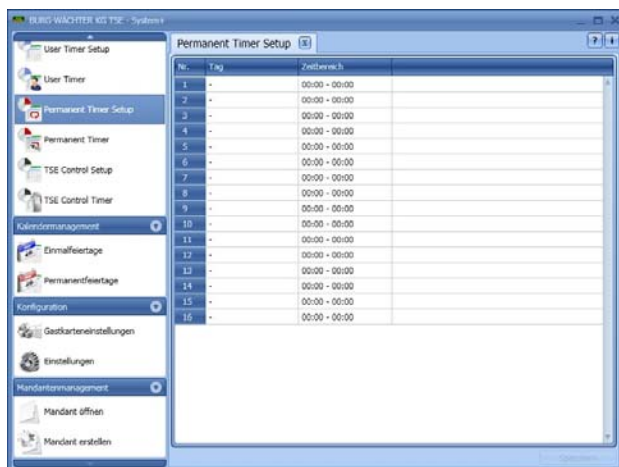 BURG WÄCHTER KG TSE - System+
User Timer Setup
User Timer
Permanent Timer Setup
Permanent Timer
TSE Control Setup
TSE Control Timer
Kalendermanagement
Einmalfeiertage
Permanentfeiertage
Konfiguration
Gastkarteneinstellungen
Einstellungen
Mandantenmanagement
Mandant öffnen
Mandant erstellen
Permanent Timer Setup
? i
Nr. Tag Zeitbereich
1 - 00:00 - 00:00
2 - 00:00 - 00:00
3 - 00:00 - 00:00
4 - 00:00 - 00:00
5 - 00:00 - 00:00
6 - 00:00 - 00:00
7 - 00:00 - 00:00
8 - 00:00 - 00:00
9 - 00:00 - 00:00
10 - 00:00 - 00:00
11 - 00:00 - 00:00
12 - 00:00 - 00:00
13 - 00:00 - 00:00
14 - 00:00 - 00:00
15 - 00:00 - 00:00
16 - 00:00 - 00:00
Speichern